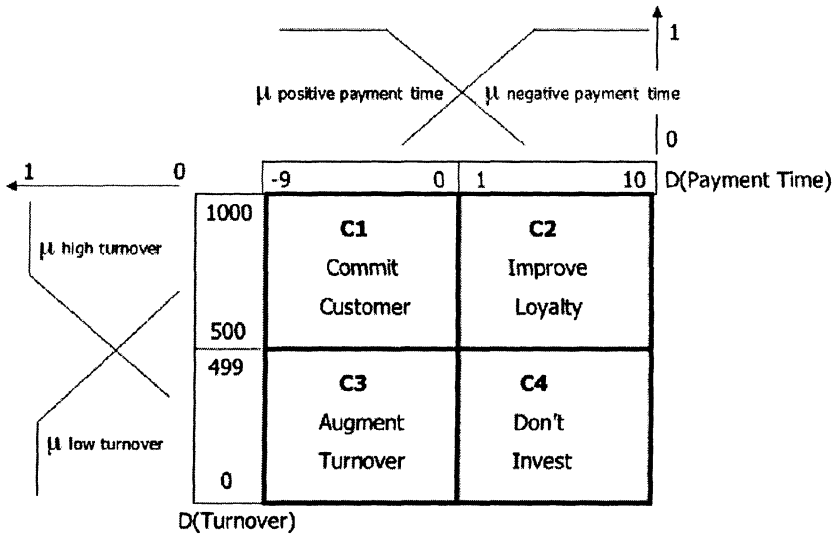 1
μ positive payment time
μ negative payment time
0
1 0
-9 0 1 10 D(Payment Time)
1000
C1
Commit
Customer
C2
Improve
Loyalty
μ high turnover
500
499
C3
Augment
Turnover
C4
Don't
Invest
μ low turnover
0
D(Turnover)